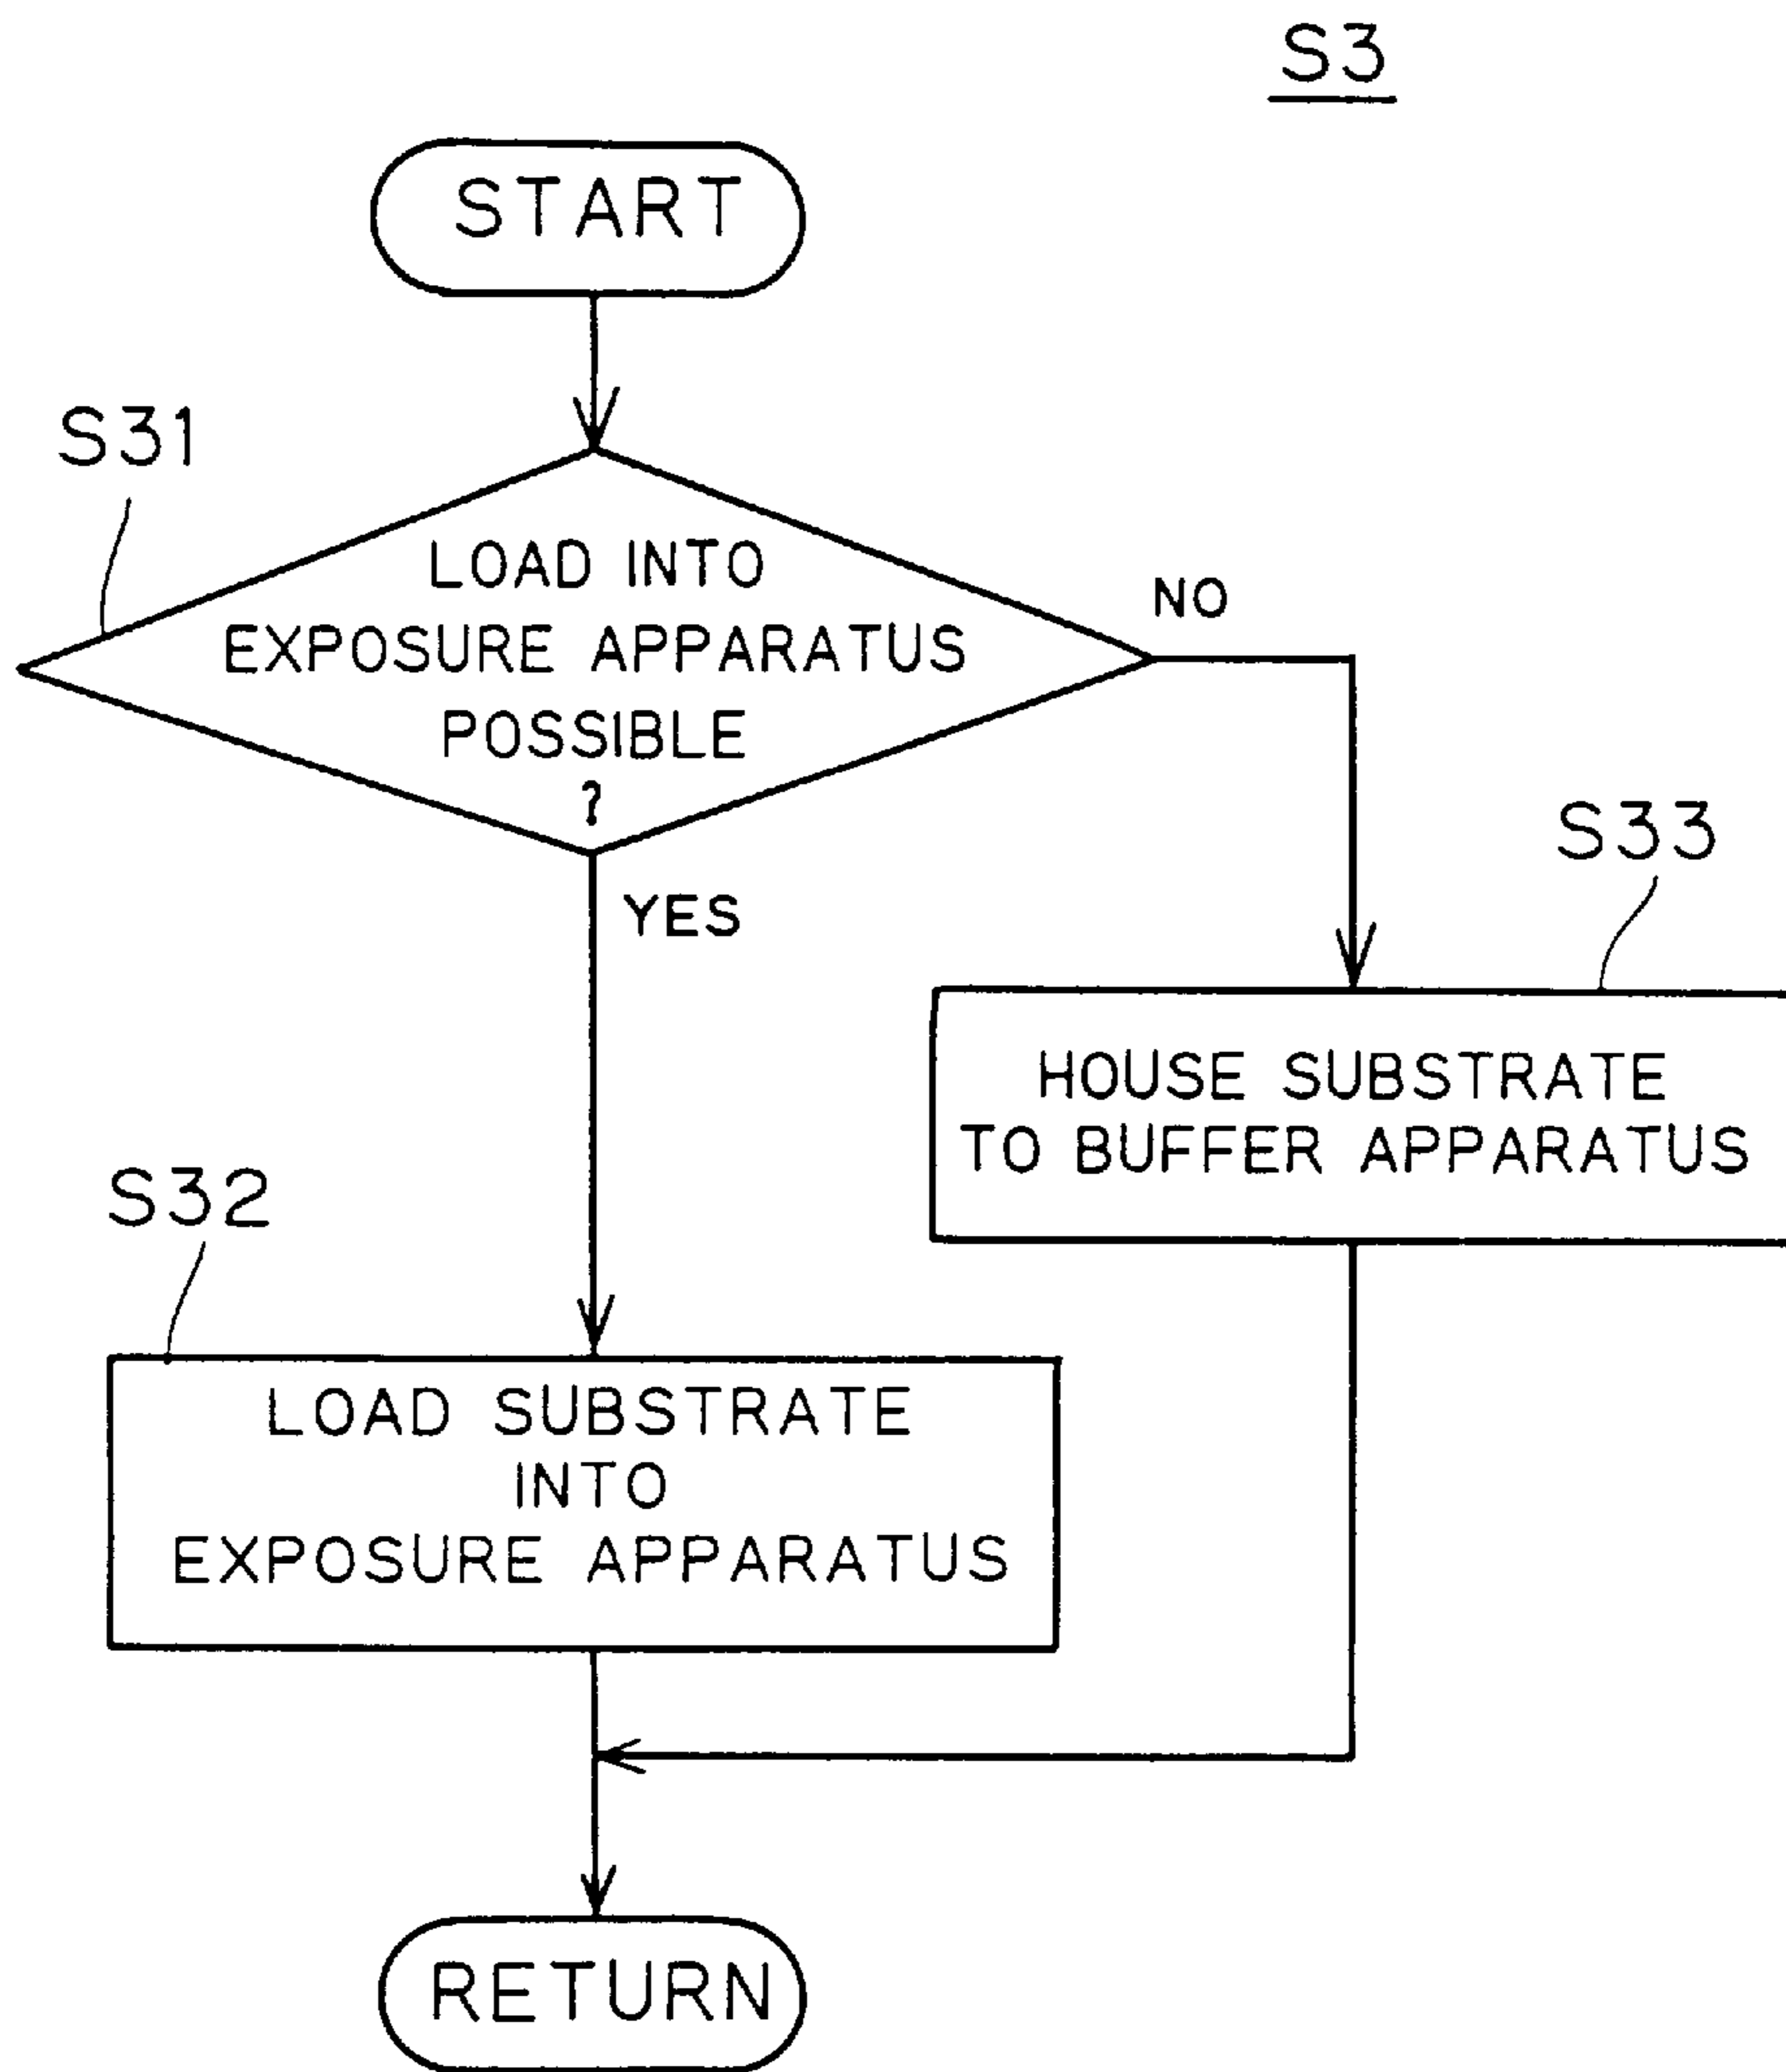 S3
START
S31
LOAD INTO
EXPOSURE APPARATUS
POSSIBLE
?
NO
YES
S33
HOUSE SUBSTRATE
TO BUFFER APPARATUS
S32
LOAD SUBSTRATE
INTO
EXPOSURE APPARATUS
RETURN